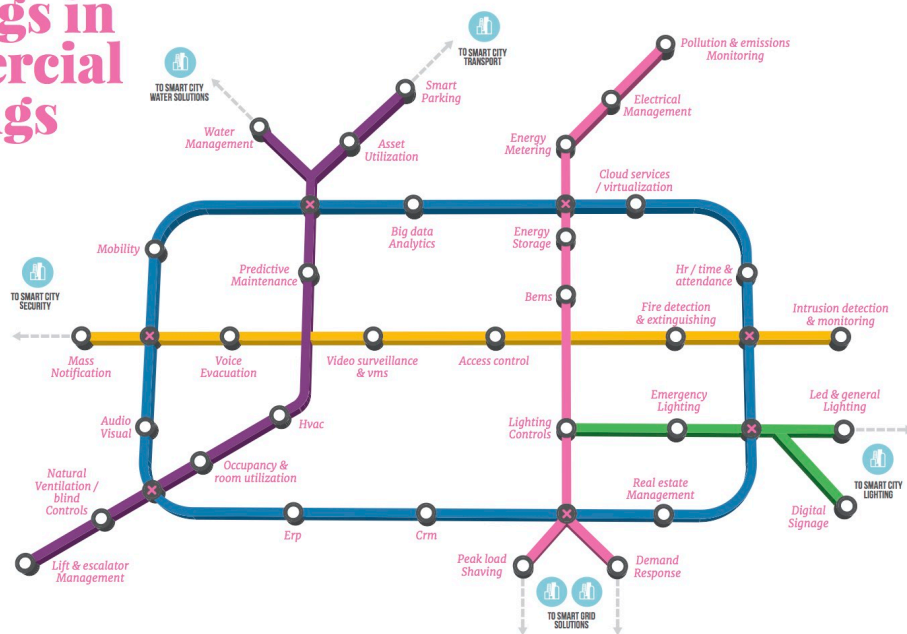 gs in
ercial
gs
TO SMART CITY
WATER SOLUTIONS
TO SMART CITY
TRANSPORT
Pollution & emissions
Monitoring
Smart
Parking
Electrical
Management
Water
Management
Asset
Utilization
Energy
Metering
Cloud services
/ virtualization
Big data
Analytics
Energy
Storage
Mobility
Predictive
Maintenance
Hr / time &
attendance
TO SMART CITY
SECURITY
Bems
Fire detection
& extinguishing
Intrusion detection
& monitoring
Mass
Notification
Voice
Evacuation
Video surveillance
& vms
Access control
Emergency
Lighting
Led & general
Lighting
Audio
Visual
Hvac
Lighting
Controls
Natural
Ventilation /
blind
Controls
Occupancy &
room utilization
Real estate
Management
TO SMART CITY
LIGHTING
Digital
Signage
Erp
Crm
Lift & escalator
Management
Peak load
Shaving
Demand
Response
TO SMART GRID
SOLUTIONS